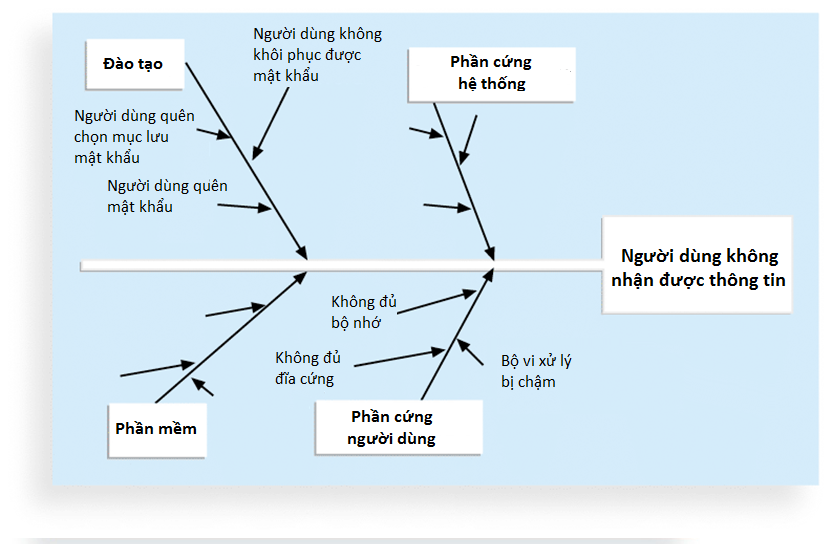 Người dùng không
khôi phục được
mật khẩu
Đào tạo
Phần cứng
hệ thống
Người dùng quên
chọn mục lưu
mật khẩu
Người dùng quên
mật khẩu
Người dùng không
nhận được thông tin
Không đủ
bộ nhớ
Không đủ
đĩa cứng
Bộ vi xử lý
bị chậm
Phần mềm
Phần cứng
người dùng